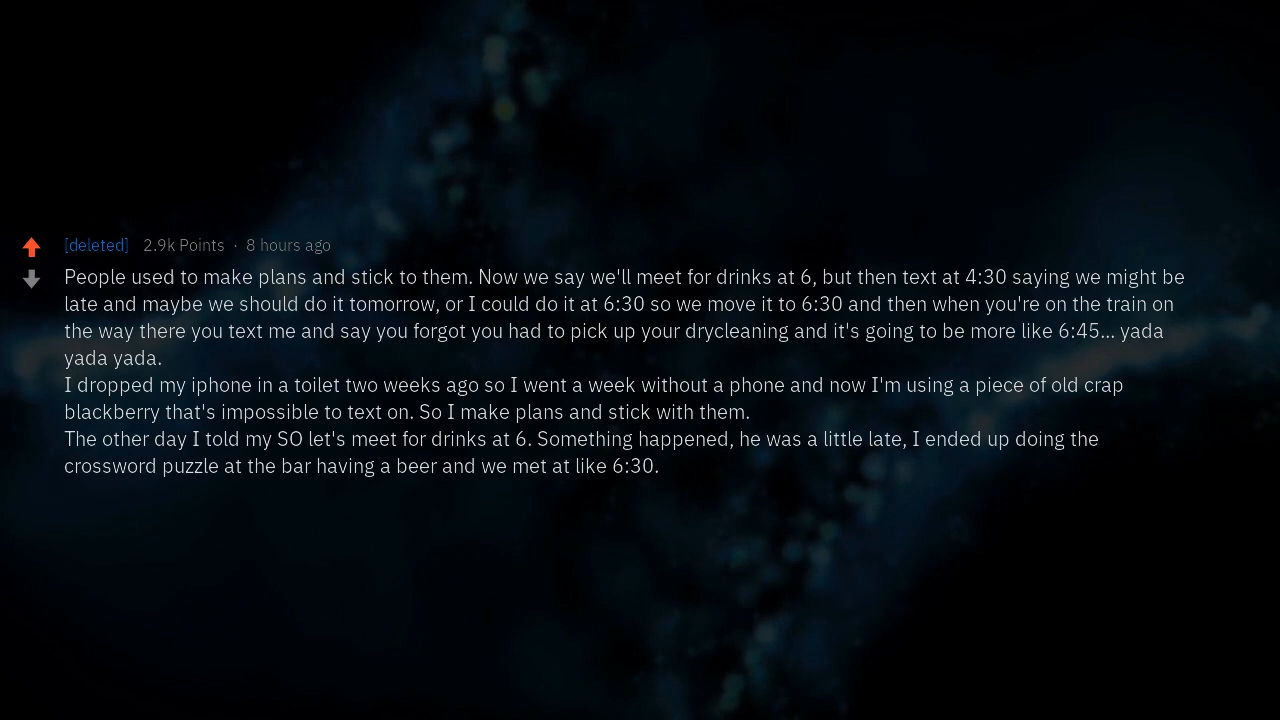 [deleted] 2.9k Points · 8 hours ago
People used to make plans and stick to them. Now we say we'll meet for drinks at 6, but then text at 4:30 saying we might be
late and maybe we should do it tomorrow, or I could do it at 6:30 so we move it to 6:30 and then when you're on the train on
the way there you text me and say you forgot you had to pick up your drycleaning and it's going to be more like 6:45... yada
yada yada.
I dropped my iphone in a toilet two weeks ago so I went a week without a phone and now I'm using a piece of old crap
blackberry that's impossible to text on. So I make plans and stick with them.
The other day I told my SO let's meet for drinks at 6. Something happened, he was a little late, I ended up doing the
crossword puzzle at the bar having a beer and we met at like 6:30.